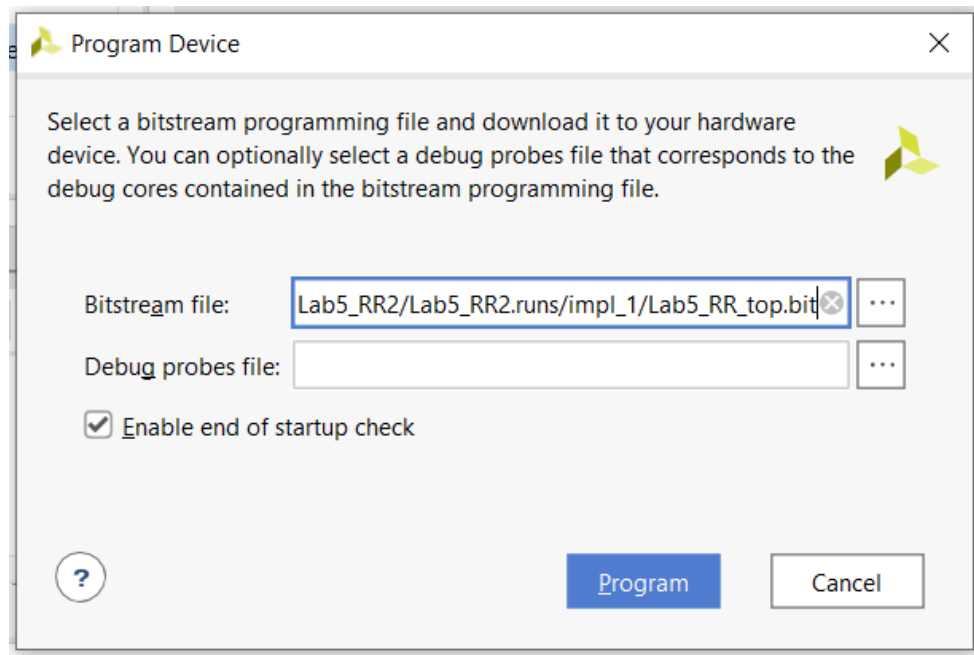 Program Device
Select a bitstream programming file and download it to your hardware
device. You can optionally select a debug probes file that corresponds to the
debug cores contained in the bitstream programming file.
Bitstream file: Lab5_RR2/Lab5_RR2.runs/impl_1/Lab5_RR_top.bit ...
Debug probes file: ...
Enable end of startup check
? Program Cancel